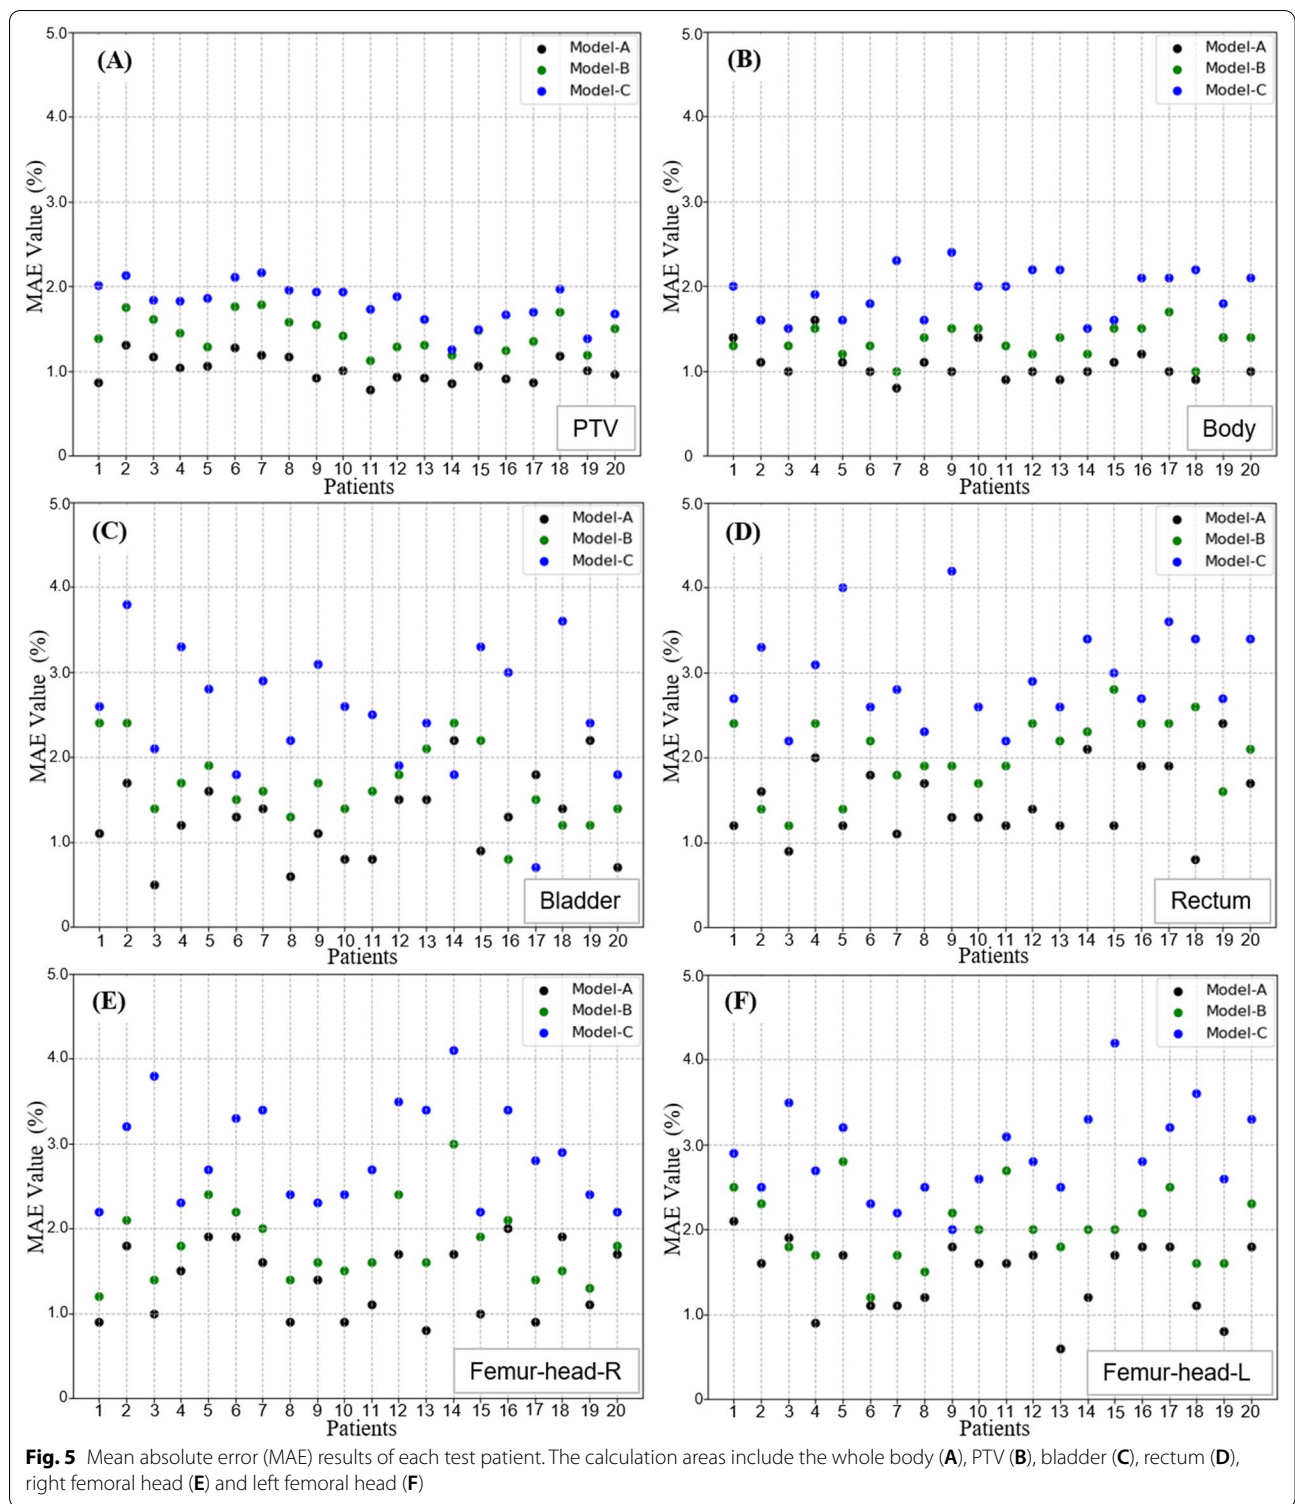 (A)
Model-A
Model-B
Model-C
5.0
4.0
3.0
2.0
1.0
0
MAE Value (%)
PTV
1 2 3 4 5 6 7 8 9 10 11 12 13 14 15 16 17 18 19 20
Patients
(B)
Model-A
Model-B
Model-C
5.0
4.0
3.0
2.0
1.0
0
MAE Value (%)
Body
1 2 3 4 5 6 7 8 9 10 11 12 13 14 15 16 17 18 19 20
Patients
(C)
Model-A
Model-B
Model-C
5.0
4.0
3.0
2.0
1.0
0
MAE Value (%)
Bladder
1 2 3 4 5 6 7 8 9 10 11 12 13 14 15 16 17 18 19 20
Patients
(D)
Model-A
Model-B
Model-C
5.0
4.0
3.0
2.0
1.0
0
MAE Value (%)
Rectum
1 2 3 4 5 6 7 8 9 10 11 12 13 14 15 16 17 18 19 20
Patients
(E)
Model-A
Model-B
Model-C
5.0
4.0
3.0
2.0
1.0
0
MAE Value (%)
Femur-head-R
1 2 3 4 5 6 7 8 9 10 11 12 13 14 15 16 17 18 19 20
Patients
(F)
Model-A
Model-B
Model-C
5.0
4.0
3.0
2.0
1.0
0
MAE Value (%)
Femur-head-L
1 2 3 4 5 6 7 8 9 10 11 12 13 14 15 16 17 18 19 20
Patients
Fig. 5 Mean absolute error (MAE) results of each test patient. The calculation areas include the whole body (A), PTV (B), bladder (C), rectum (D),
right femoral head (E) and left femoral head (F)